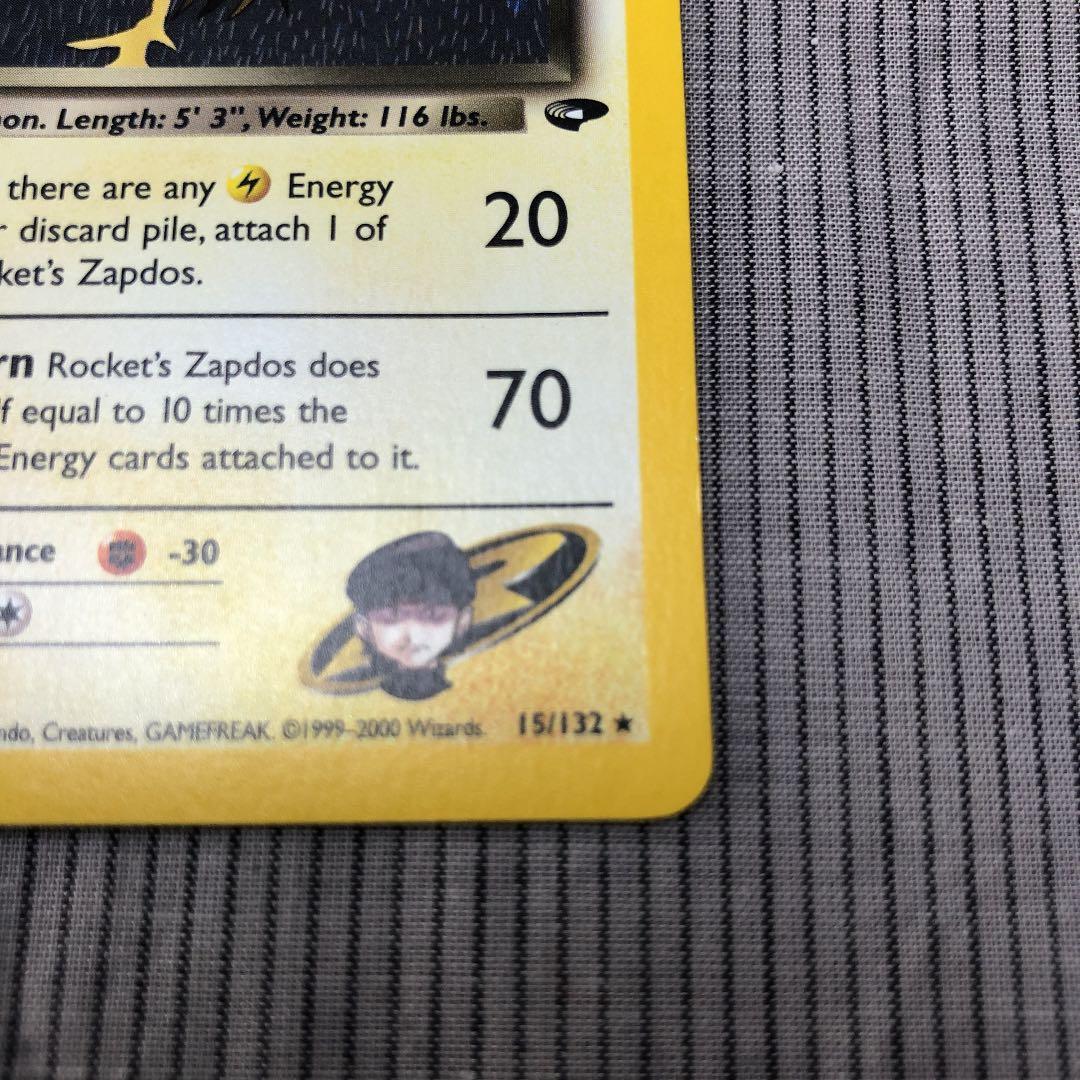 on. Length: 5' 3", Weight: 116 lbs.
there are any Energy
discard pile, attach 1 of
ket's Zapdos.
20
rn Rocket's Zapdos does
f equal to 10 times the
Energy cards attached to it.
70
ance -30
ndo, Creatures, GAMEFREAK. ©1999-2000 Wizards. 15/132 ★